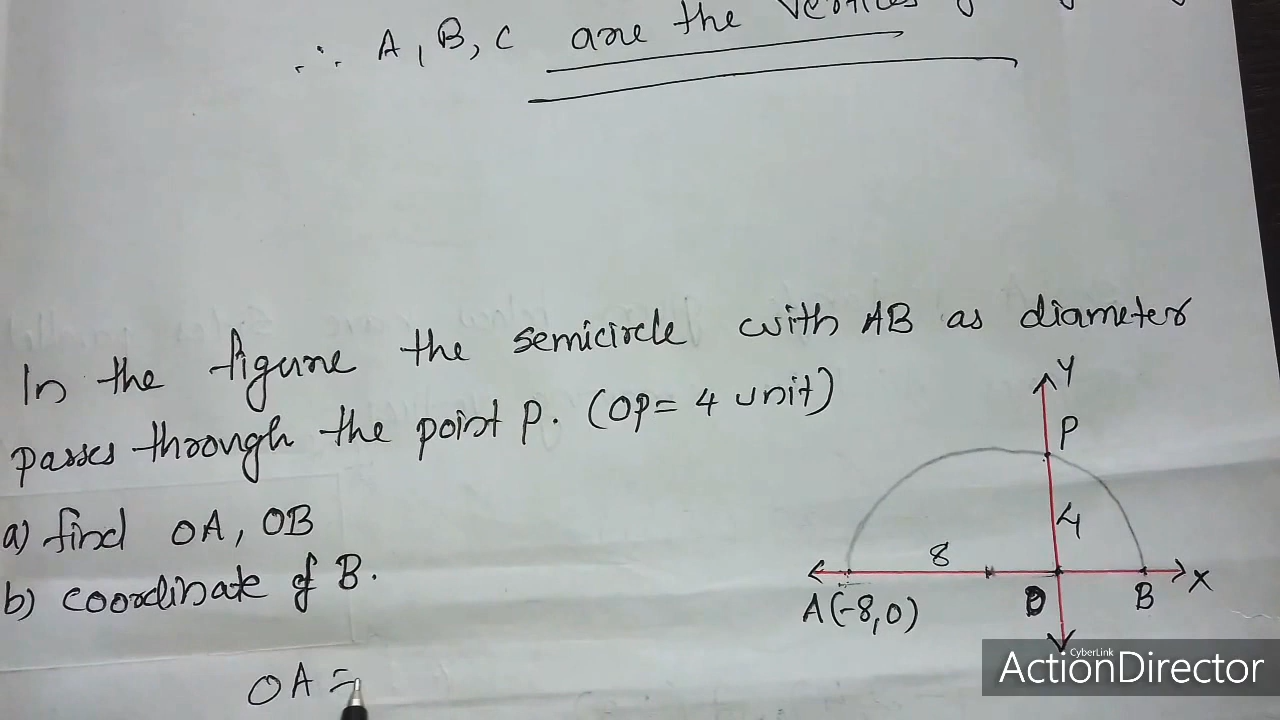 ∴ A, B, C are the vertices
In the figure the semicircle with AB as diameter
passes through the point P. (OP= 4 unit)
a) find OA, OB
b) coordinate of B.
OA =
Y
P
4
8
A(-8,0)
O
B
X
CyberLink
ActionDirector